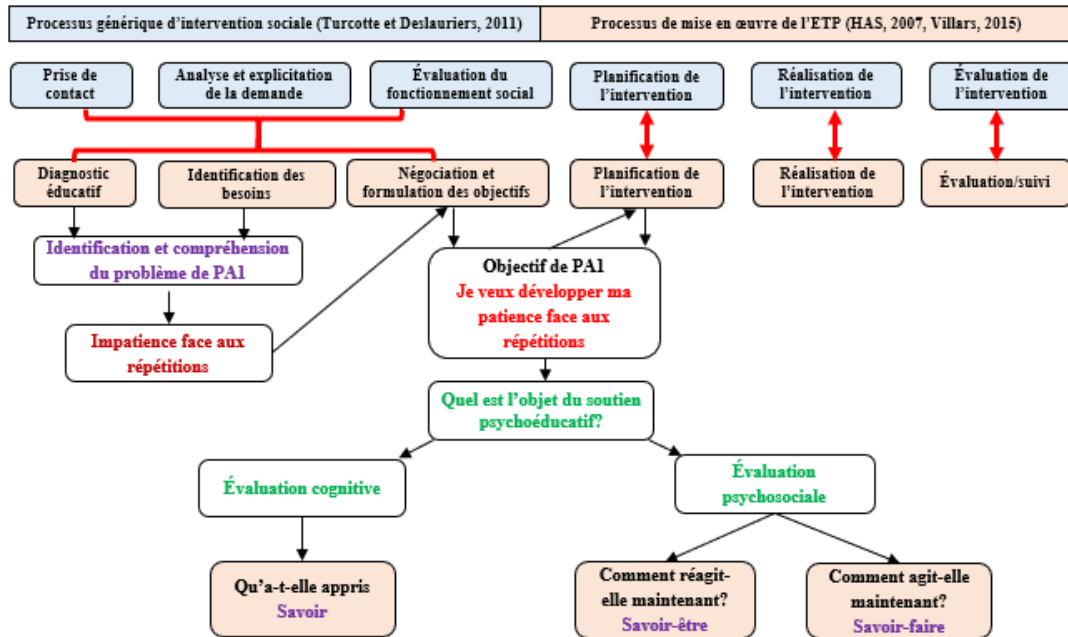 Processus générique d'intervention sociale (Turcotte et Deslauriers, 2011)
Processus de mise en œuvre de l'ETP (HAS, 2007, Villars, 2015)
Prise de
contact
Analyse et explicitation
de la demande
Évaluation du
fonctionnement social
Planification de
l'intervention
Réalisation de
l'intervention
Évaluation de
l'intervention
Diagnostic
éducatif
Identification des
besoins
Négociation et
formulation des objectifs
Planification de
l'intervention
Réalisation de
l'intervention
Évaluation/suivi
Identification et compréhension
du problème de PA1
Objectif de PA1
Je veux développer ma
patience face aux
répétitions
Impatience face aux
répétitions
Quel est l'objet du soutien
psychoéducatif?
Évaluation cognitive
Évaluation
psychosociale
Qu'a-t-elle appris
Savoir
Comment réagit-
elle maintenant?
Savoir-être
Comment agit-elle
maintenant?
Savoir-faire